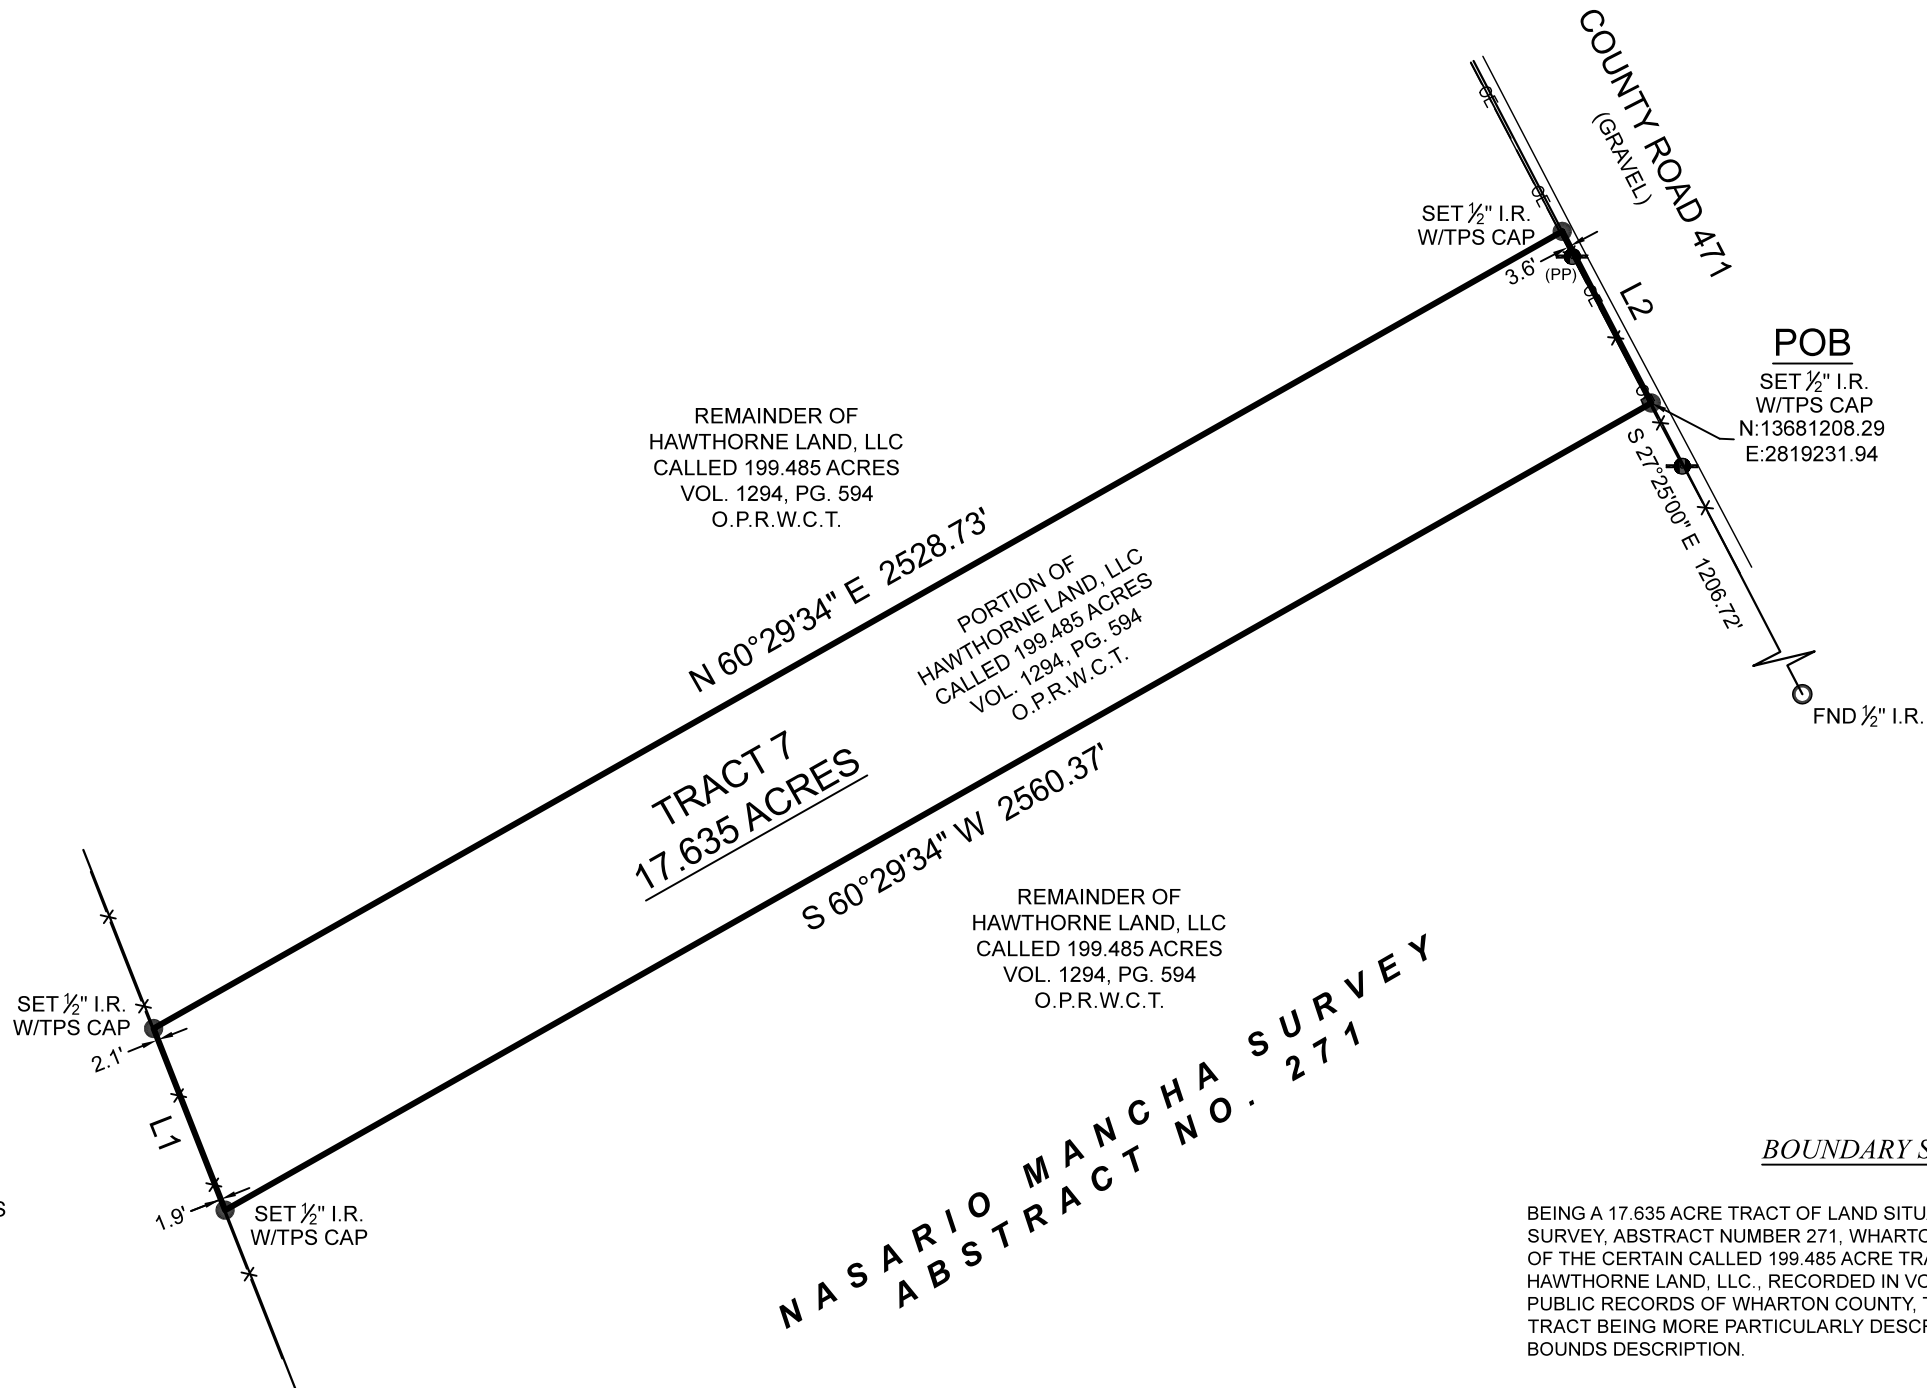 COUNTY ROAD 471
(GRAVEL)
OE
OE
SET ½" I.R.
W/TPS CAP
3.6'
(PP)
OE
L2
POB
SET ½" I.R.
W/TPS CAP
N:13681208.29
E:2819231.94
S 27°25'00" E 1206.72'
FND ½" I.R.
REMAINDER OF
HAWTHORNE LAND, LLC
CALLED 199.485 ACRES
VOL. 1294, PG. 594
O.P.R.W.C.T.
N 60°29'34" E 2528.73'
PORTION OF
HAWTHORNE LAND, LLC
CALLED 199.485 ACRES
VOL. 1294, PG. 594
O.P.R.W.C.T.
TRACT 7
17.635 ACRES
S 60°29'34" W 2560.37'
REMAINDER OF
HAWTHORNE LAND, LLC
CALLED 199.485 ACRES
VOL. 1294, PG. 594
O.P.R.W.C.T.
SET ½" I.R.
W/TPS CAP
2.1'
L1
1.9'
SET ½" I.R.
W/TPS CAP
S
NASARIO MANCHA SURVEY
ABSTRACT NO. 271
BOUNDARY S
BEING A 17.635 ACRE TRACT OF LAND SITU
SURVEY, ABSTRACT NUMBER 271, WHARTO
OF THE CERTAIN CALLED 199.485 ACRE TRA
HAWTHORNE LAND, LLC., RECORDED IN VO
PUBLIC RECORDS OF WHARTON COUNTY, T
TRACT BEING MORE PARTICULARLY DESCR
BOUNDS DESCRIPTION.